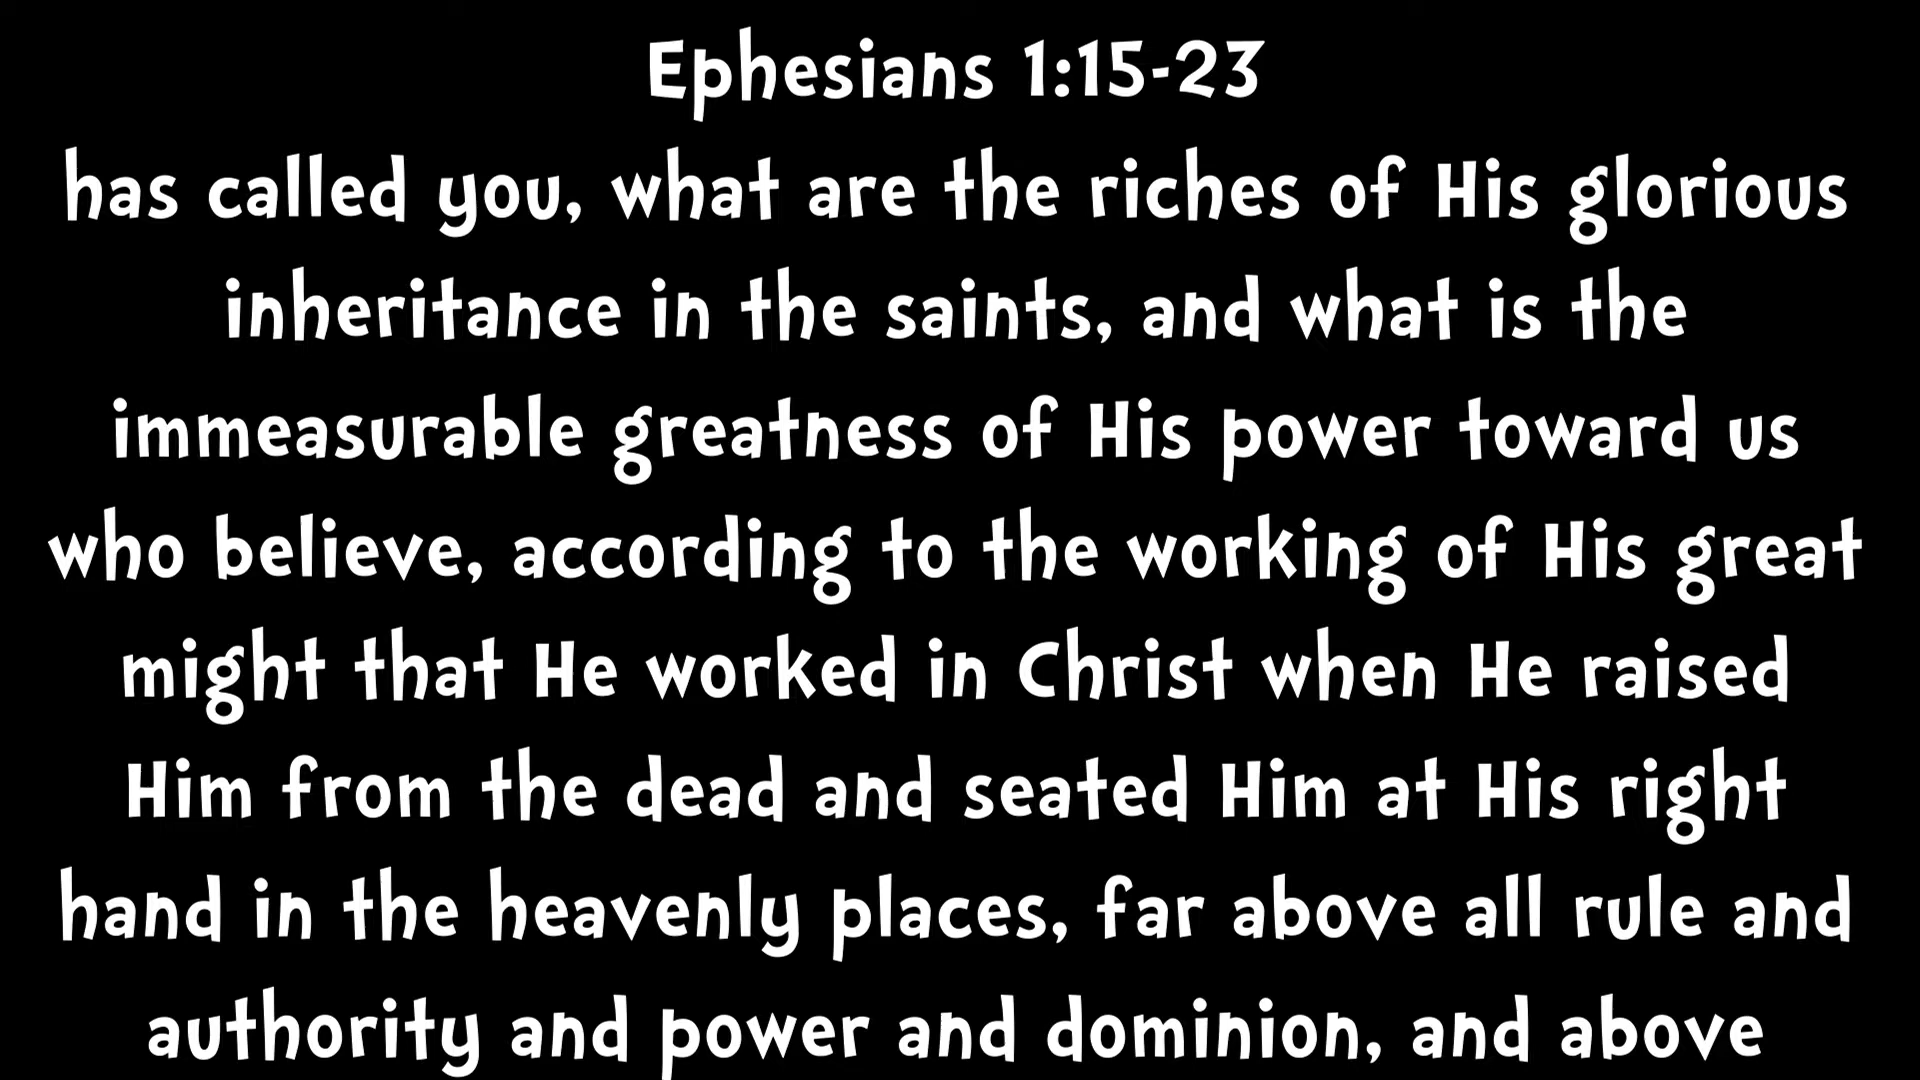 Ephesians 1:15-23
has called you, what are the riches of His glorious
inheritance in the saints, and what is the
immeasurable greatness of His power toward us
who believe, according to the working of His great
might that He worked in Christ when He raised
Him from the dead and seated Him at His right
hand in the heavenly places, far above all rule and
authority and power and dominion, and above